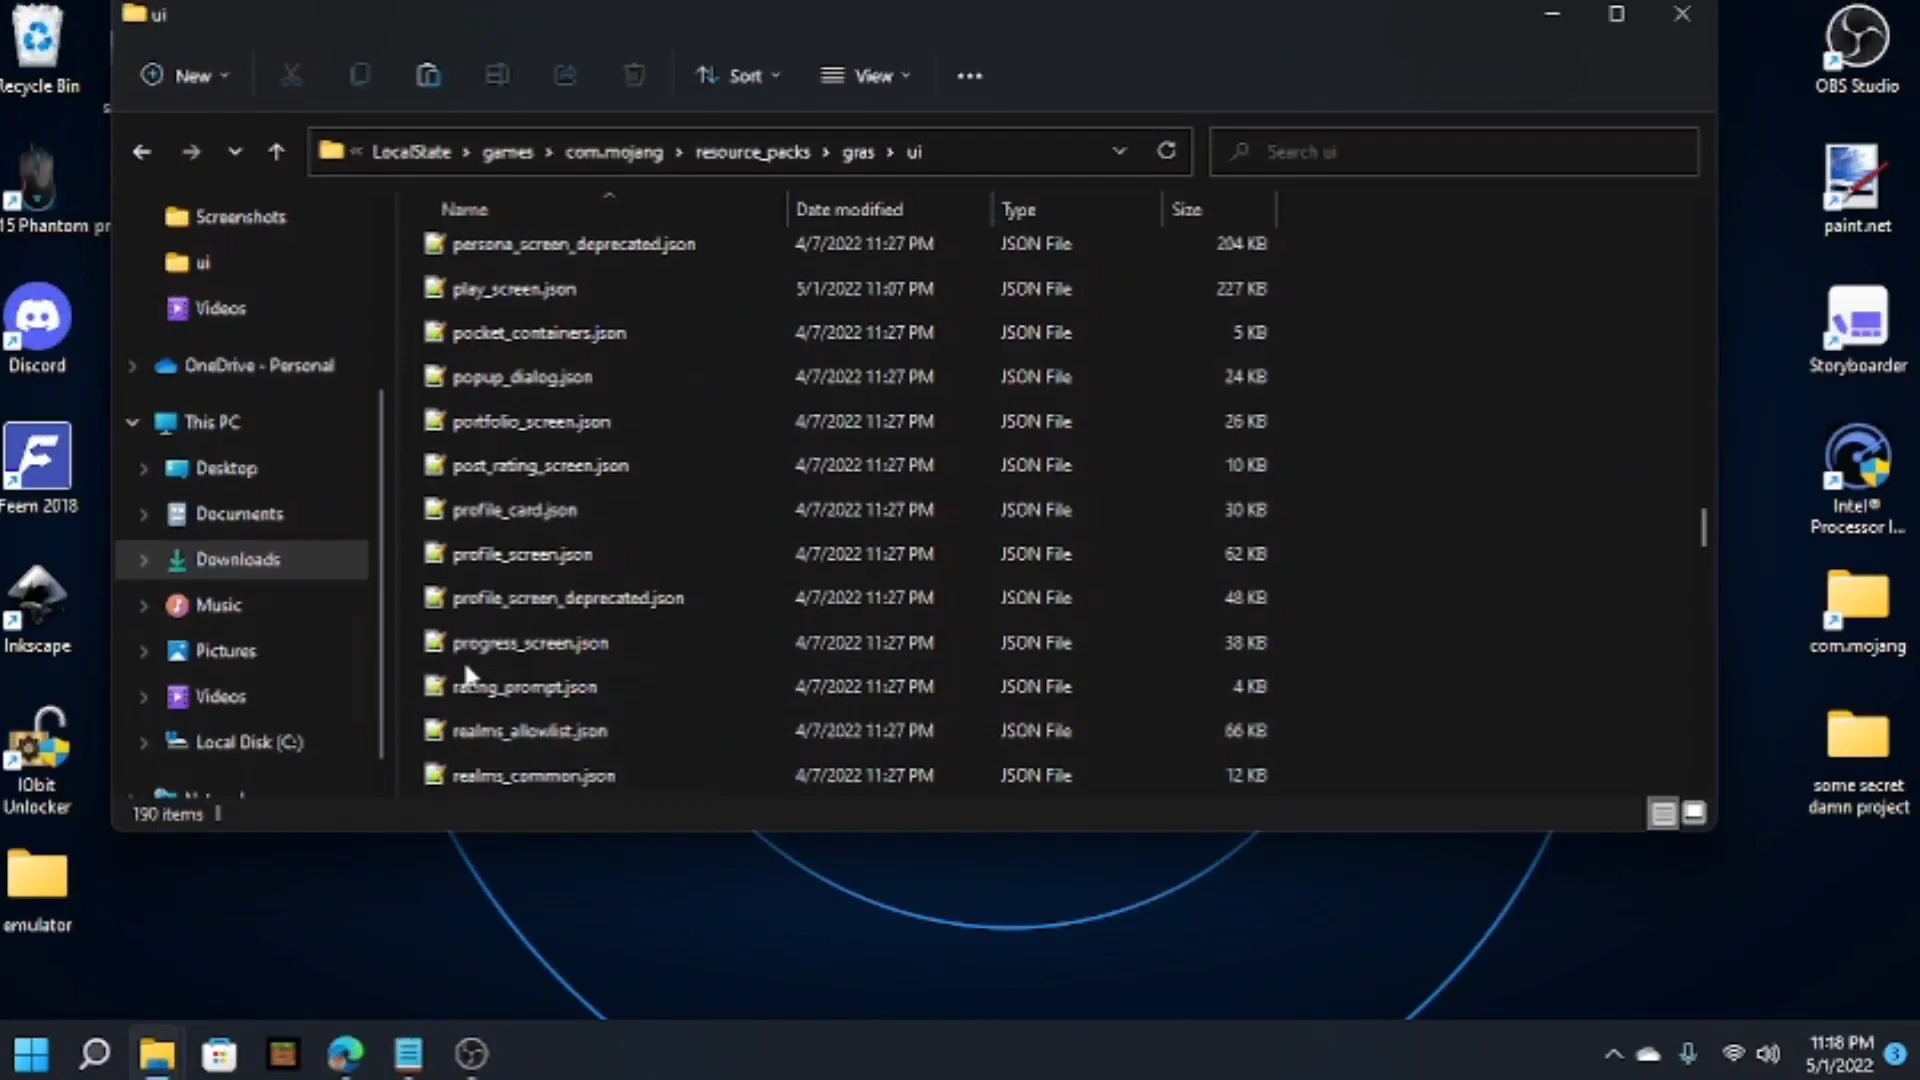 ui
New
Sort
View
LocalState > games > com.mojang > resource_packs > gras > ui
Search ui
Name
Date modified
Type
Size
persona_screen_deprecated.json 4/7/2022 11:27 PM JSON File 204 KB
play_screen.json 5/1/2022 11:07 PM JSON File 227 KB
pocket_containers.json 4/7/2022 11:27 PM JSON File 5 KB
popup_dialog.json 4/7/2022 11:27 PM JSON File 24 KB
portfolio_screen.json 4/7/2022 11:27 PM JSON File 26 KB
post_rating_screen.json 4/7/2022 11:27 PM JSON File 10 KB
profile_card.json 4/7/2022 11:27 PM JSON File 30 KB
profile_screen.json 4/7/2022 11:27 PM JSON File 62 KB
profile_screen_deprecated.json 4/7/2022 11:27 PM JSON File 48 KB
progress_screen.json 4/7/2022 11:27 PM JSON File 38 KB
rating_prompt.json 4/7/2022 11:27 PM JSON File 4 KB
realms_allowlist.json 4/7/2022 11:27 PM JSON File 66 KB
realms_common.json 4/7/2022 11:27 PM JSON File 12 KB
Screenshots
ui
Videos
OneDrive - Personal
This PC
Desktop
Documents
Downloads
Music
Pictures
Videos
Local Disk (C:)
190 items
Recycle Bin
15 Phantom pr
Discord
Feem 2018
Inkscape
IObit
Unlocker
emulator
OBS Studio
paint.net
Storyboarder
Intel®
Processor I...
com.mojang
some secret
damn project
11:18 PM
5/1/2022
3